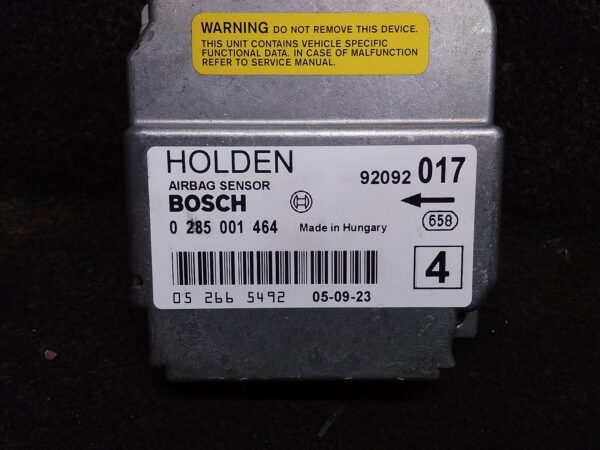 WARNING DO NOT REMOVE THIS DEVICE.
THIS UNIT CONTAINS VEHICLE SPECIFIC
FUNCTIONAL DATA. IN CASE OF MALFUNCTION
REFER TO SERVICE MANUAL.
HOLDEN
92092 017
AIRBAG SENSOR
BOSCH
658
0 285 001 464 Made in Hungary
4
05 266 5492 05-09-23